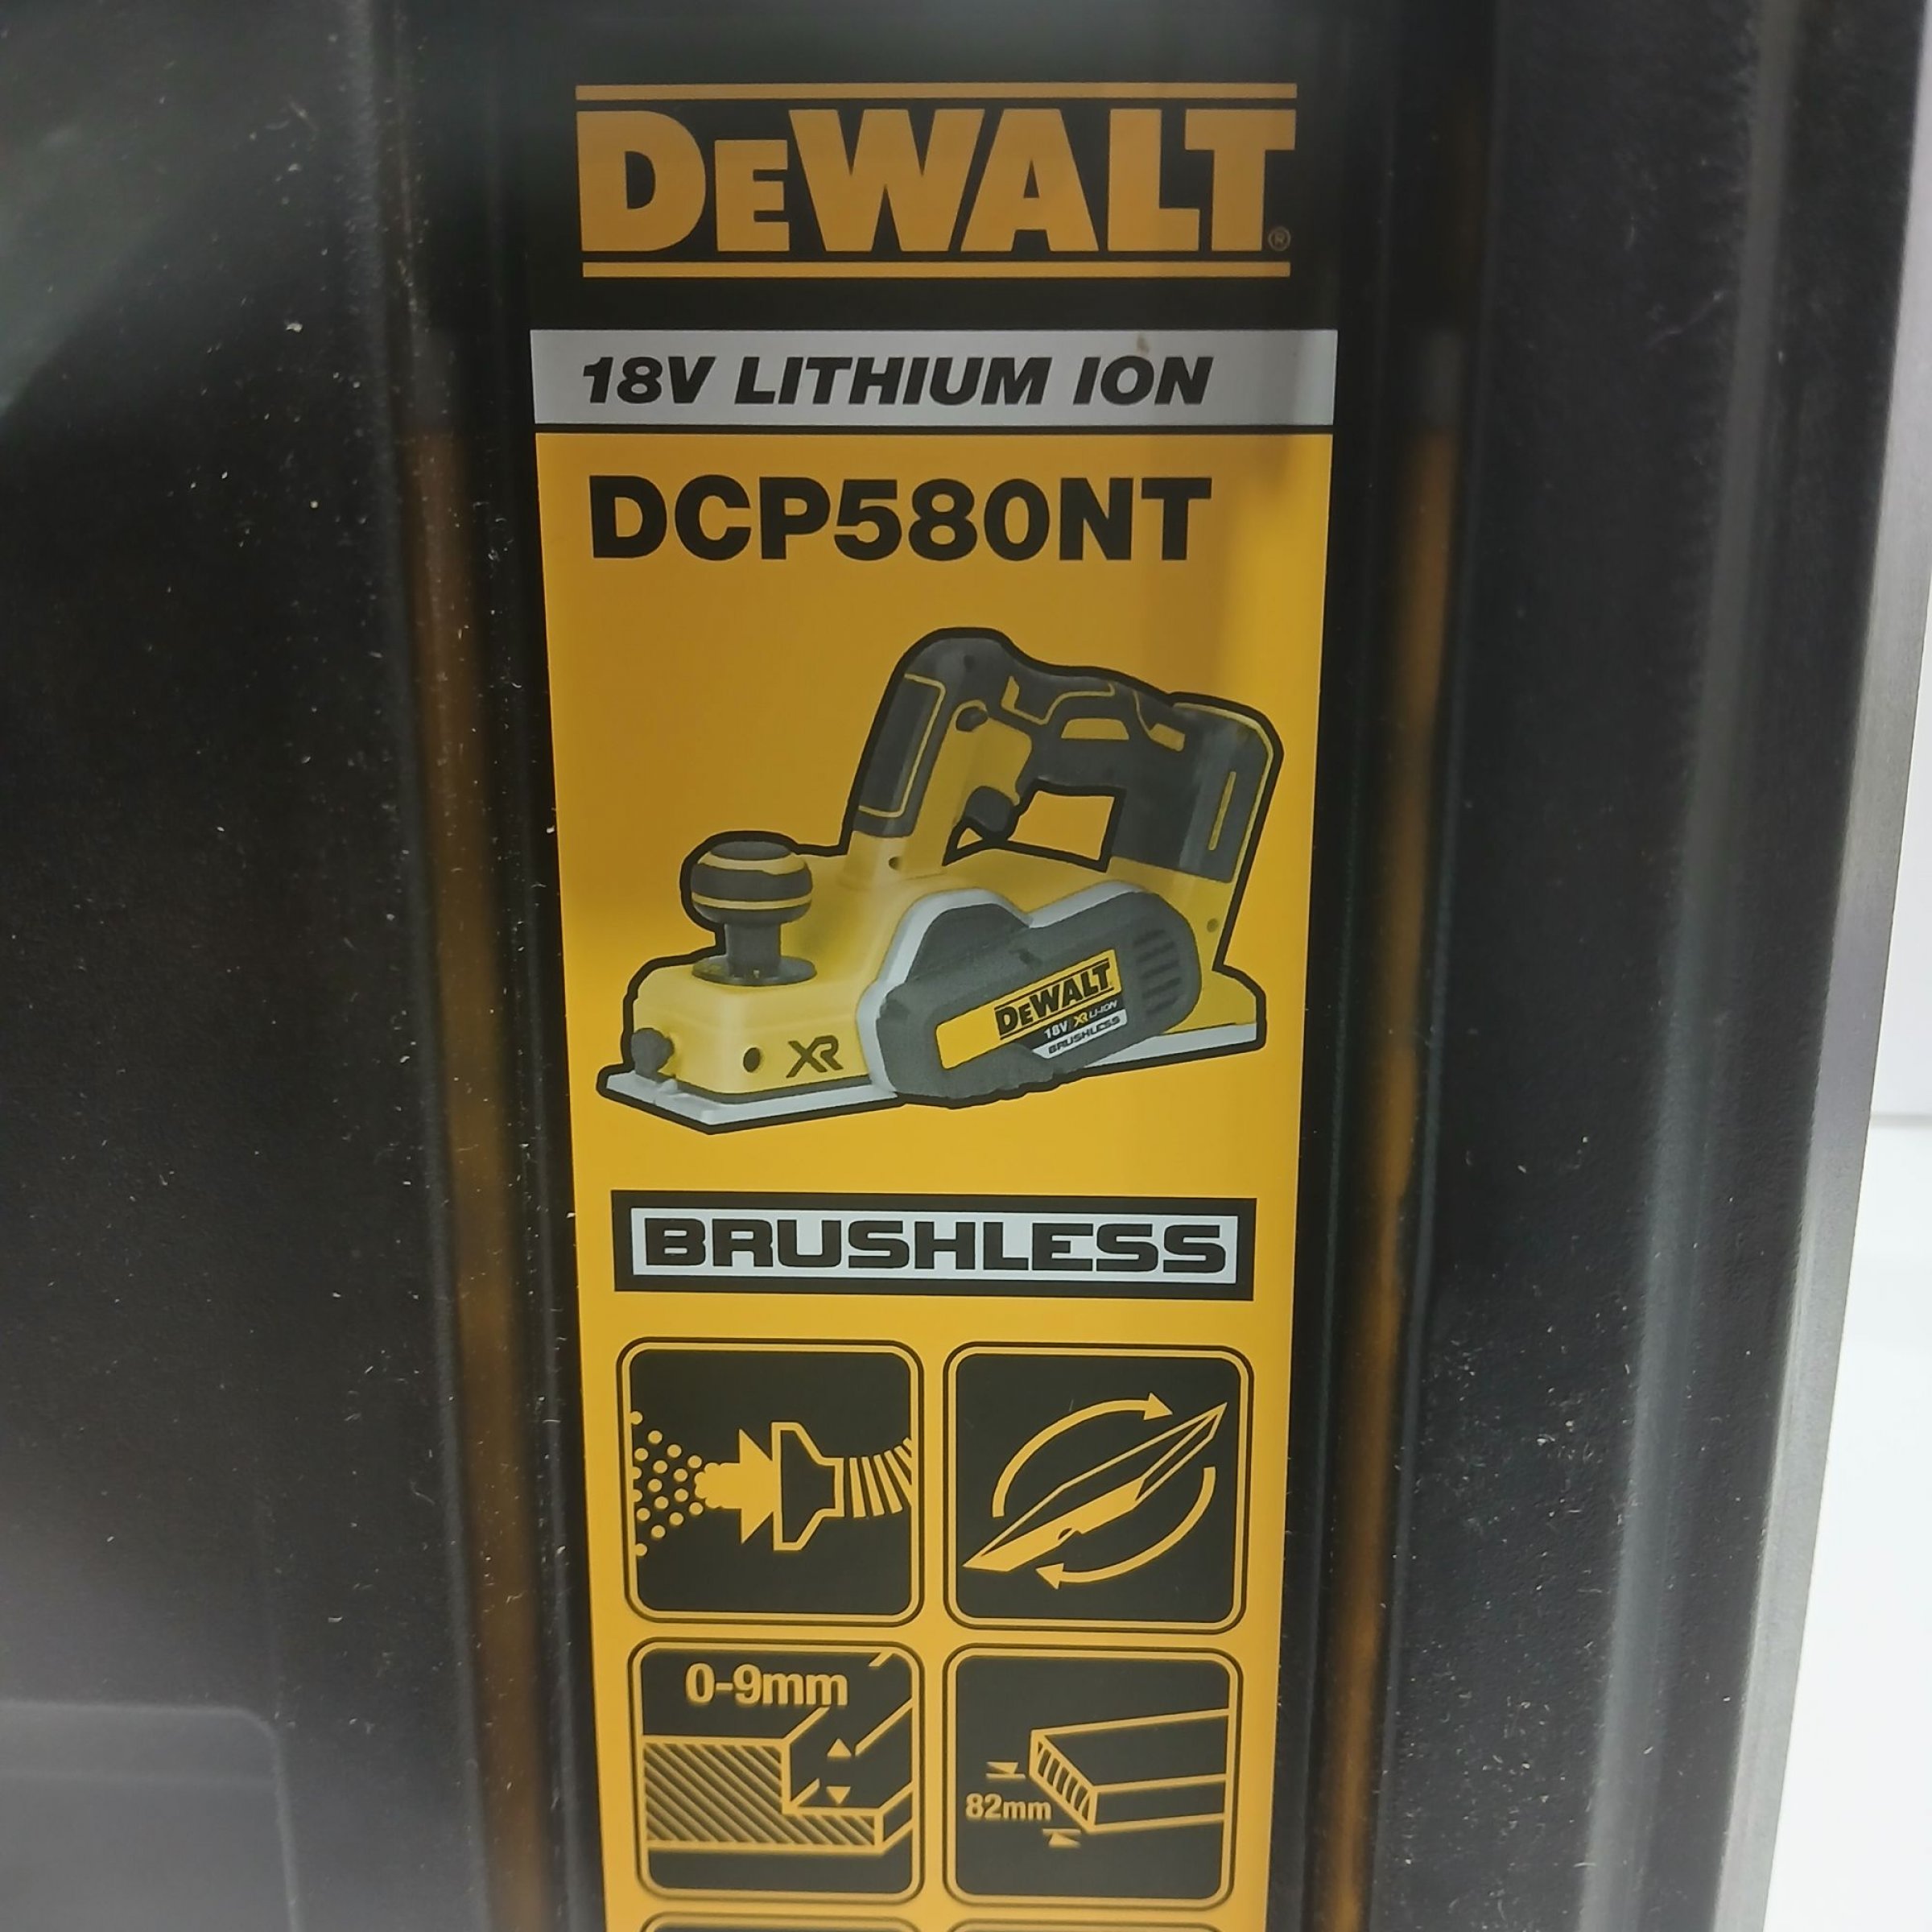 DEWALT®
18V LITHIUM ION
DCP580NT
DEWALT
18V XR LI-ION
BRUSHLESS
XR
BRUSHLESS
0-9mm
82mm